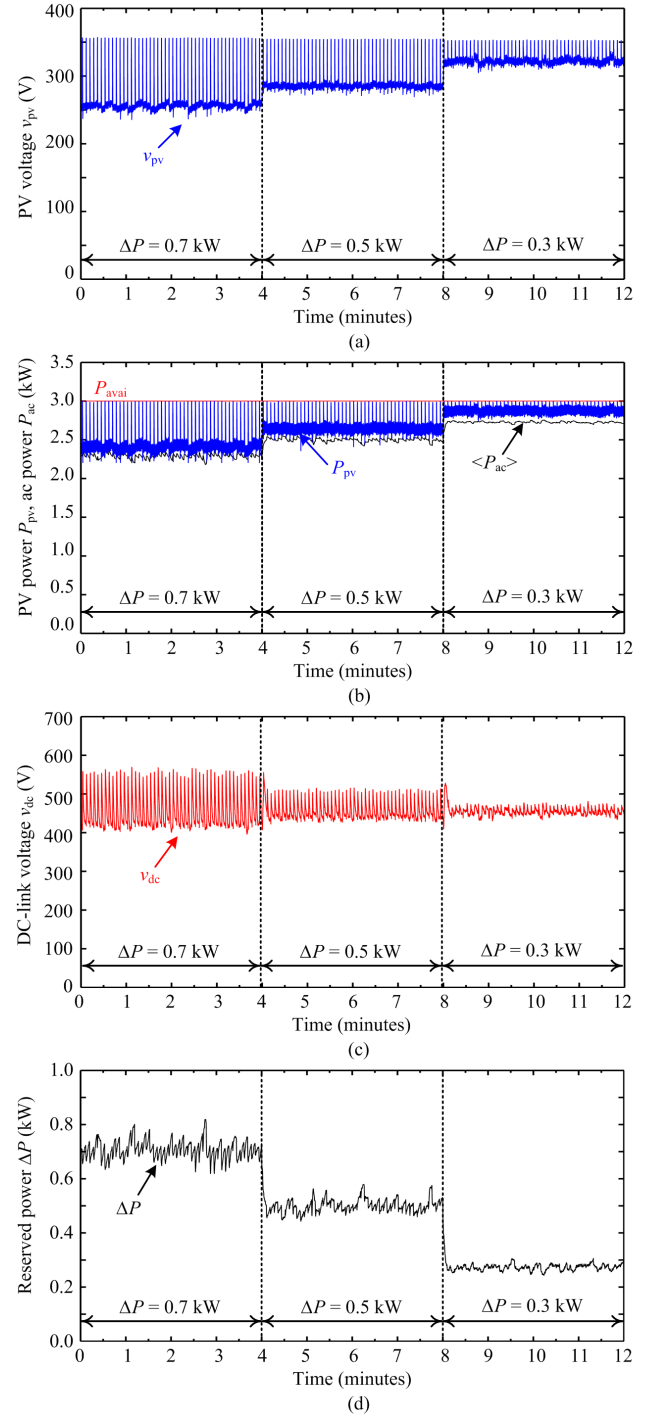 400
300
200
100
0
PV voltage vpv (V)
vpv
ΔP = 0.7 kW
ΔP = 0.5 kW
ΔP = 0.3 kW
0 1 2 3 4 5 6 7 8 9 10 11 12
Time (minutes)
(a)
3.5
3.0
2.5
2.0
1.5
1.0
0.5
0.0
PV power Ppv, ac power Pac (kW)
Pavai
Ppv
<Pac>
ΔP = 0.7 kW
ΔP = 0.5 kW
ΔP = 0.3 kW
0 1 2 3 4 5 6 7 8 9 10 11 12
Time (minutes)
(b)
700
600
500
400
300
200
100
0
DC-link voltage vdc (V)
vdc
ΔP = 0.7 kW
ΔP = 0.5 kW
ΔP = 0.3 kW
0 1 2 3 4 5 6 7 8 9 10 11 12
Time (minutes)
(c)
1.0
0.8
0.6
0.4
0.2
0.0
Reserved power ΔP (kW)
ΔP
ΔP = 0.7 kW
ΔP = 0.5 kW
ΔP = 0.3 kW
0 1 2 3 4 5 6 7 8 9 10 11 12
Time (minutes)
(d)